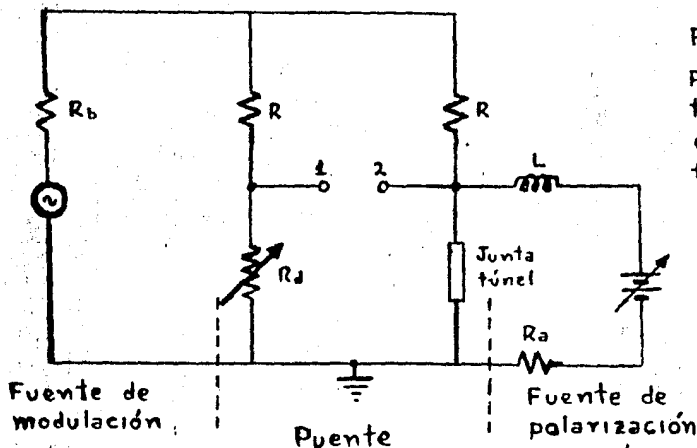 Rb
R
R
1
2
L
Rd
Junta
túnel
Ra
Fuente de
modulación
Puente
Fuente de
polarización